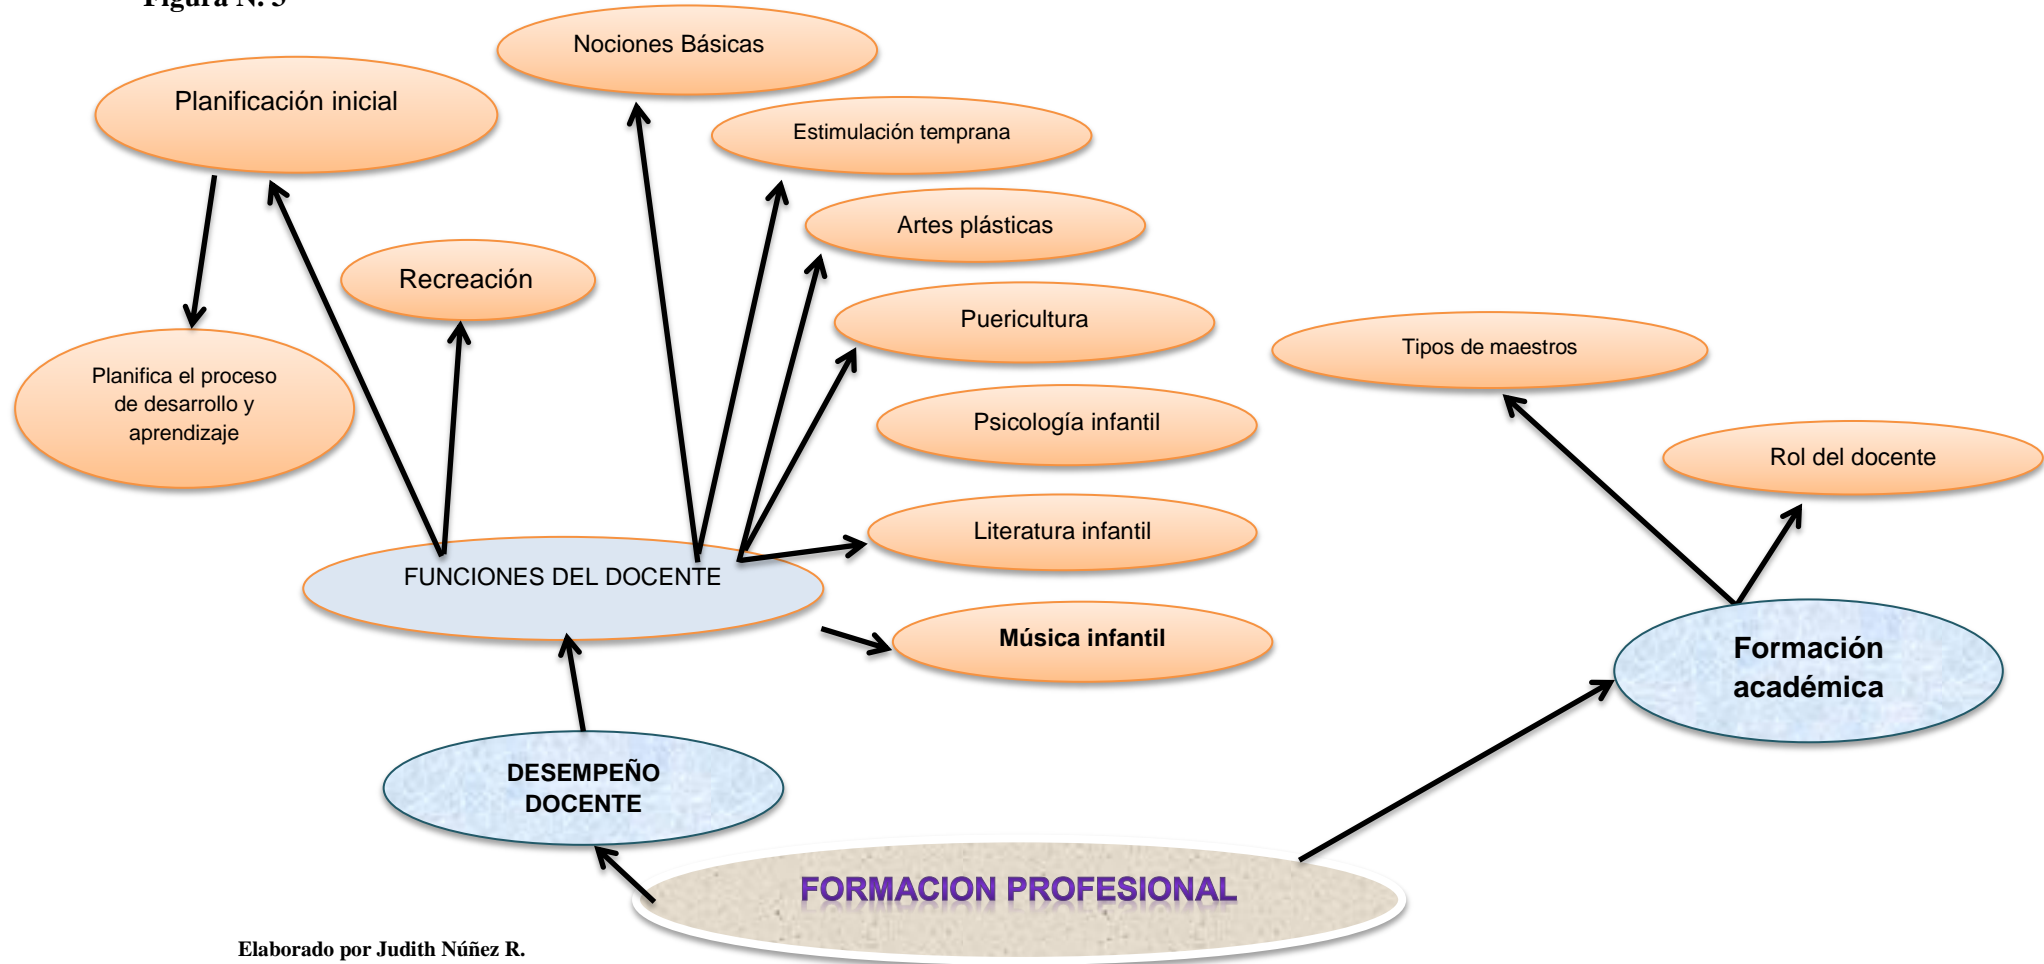 Figura N. 3
Nociones Básicas
Planificación inicial
Estimulación temprana
Artes plásticas
Recreación
Puericultura
Tipos de maestros
Planifica el proceso
de desarrollo y
aprendizaje
Psicología infantil
Rol del docente
Literatura infantil
FUNCIONES DEL DOCENTE
Música infantil
Formación
académica
DESEMPEÑO
DOCENTE
FORMACION PROFESIONAL
Elaborado por Judith Núñez R.